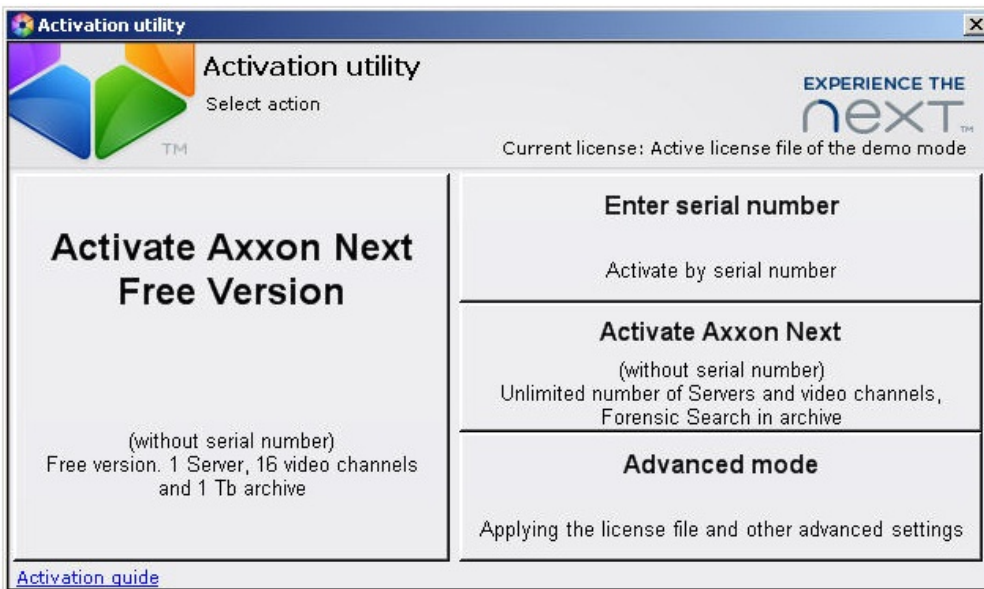 Activation utility
Activation utility
Select action
TM
EXPERIENCE THE
next™
Current license: Active license file of the demo mode
Activate Axxon Next
Free Version
(without serial number)
Free version. 1 Server, 16 video channels
and 1 Tb archive
Enter serial number
Activate by serial number
Activate Axxon Next
(without serial number)
Unlimited number of Servers and video channels,
Forensic Search in archive
Advanced mode
Applying the license file and other advanced settings
Activation guide